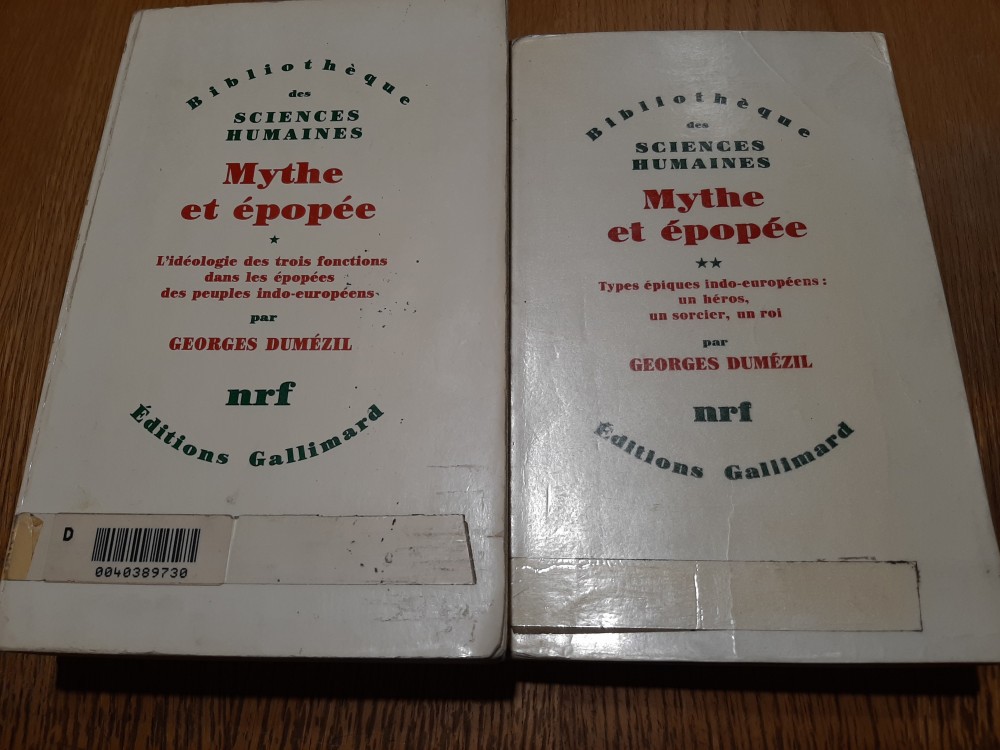 Bibliothèque
des
SCIENCES
HUMAINES
Mythe
et épopée
★
L'idéologie des trois fonctions
dans les épopées
des peuples indo-européens
par
GEORGES DUMÉZIL
nrf
Éditions Gallimard
D
0040389730
Bibliothèque
des
SCIENCES
HUMAINES
Mythe
et épopée
★★
Types épiques indo-européens :
un héros,
un sorcier, un roi
par
GEORGES DUMÉZIL
nrf
Éditions Gallimard